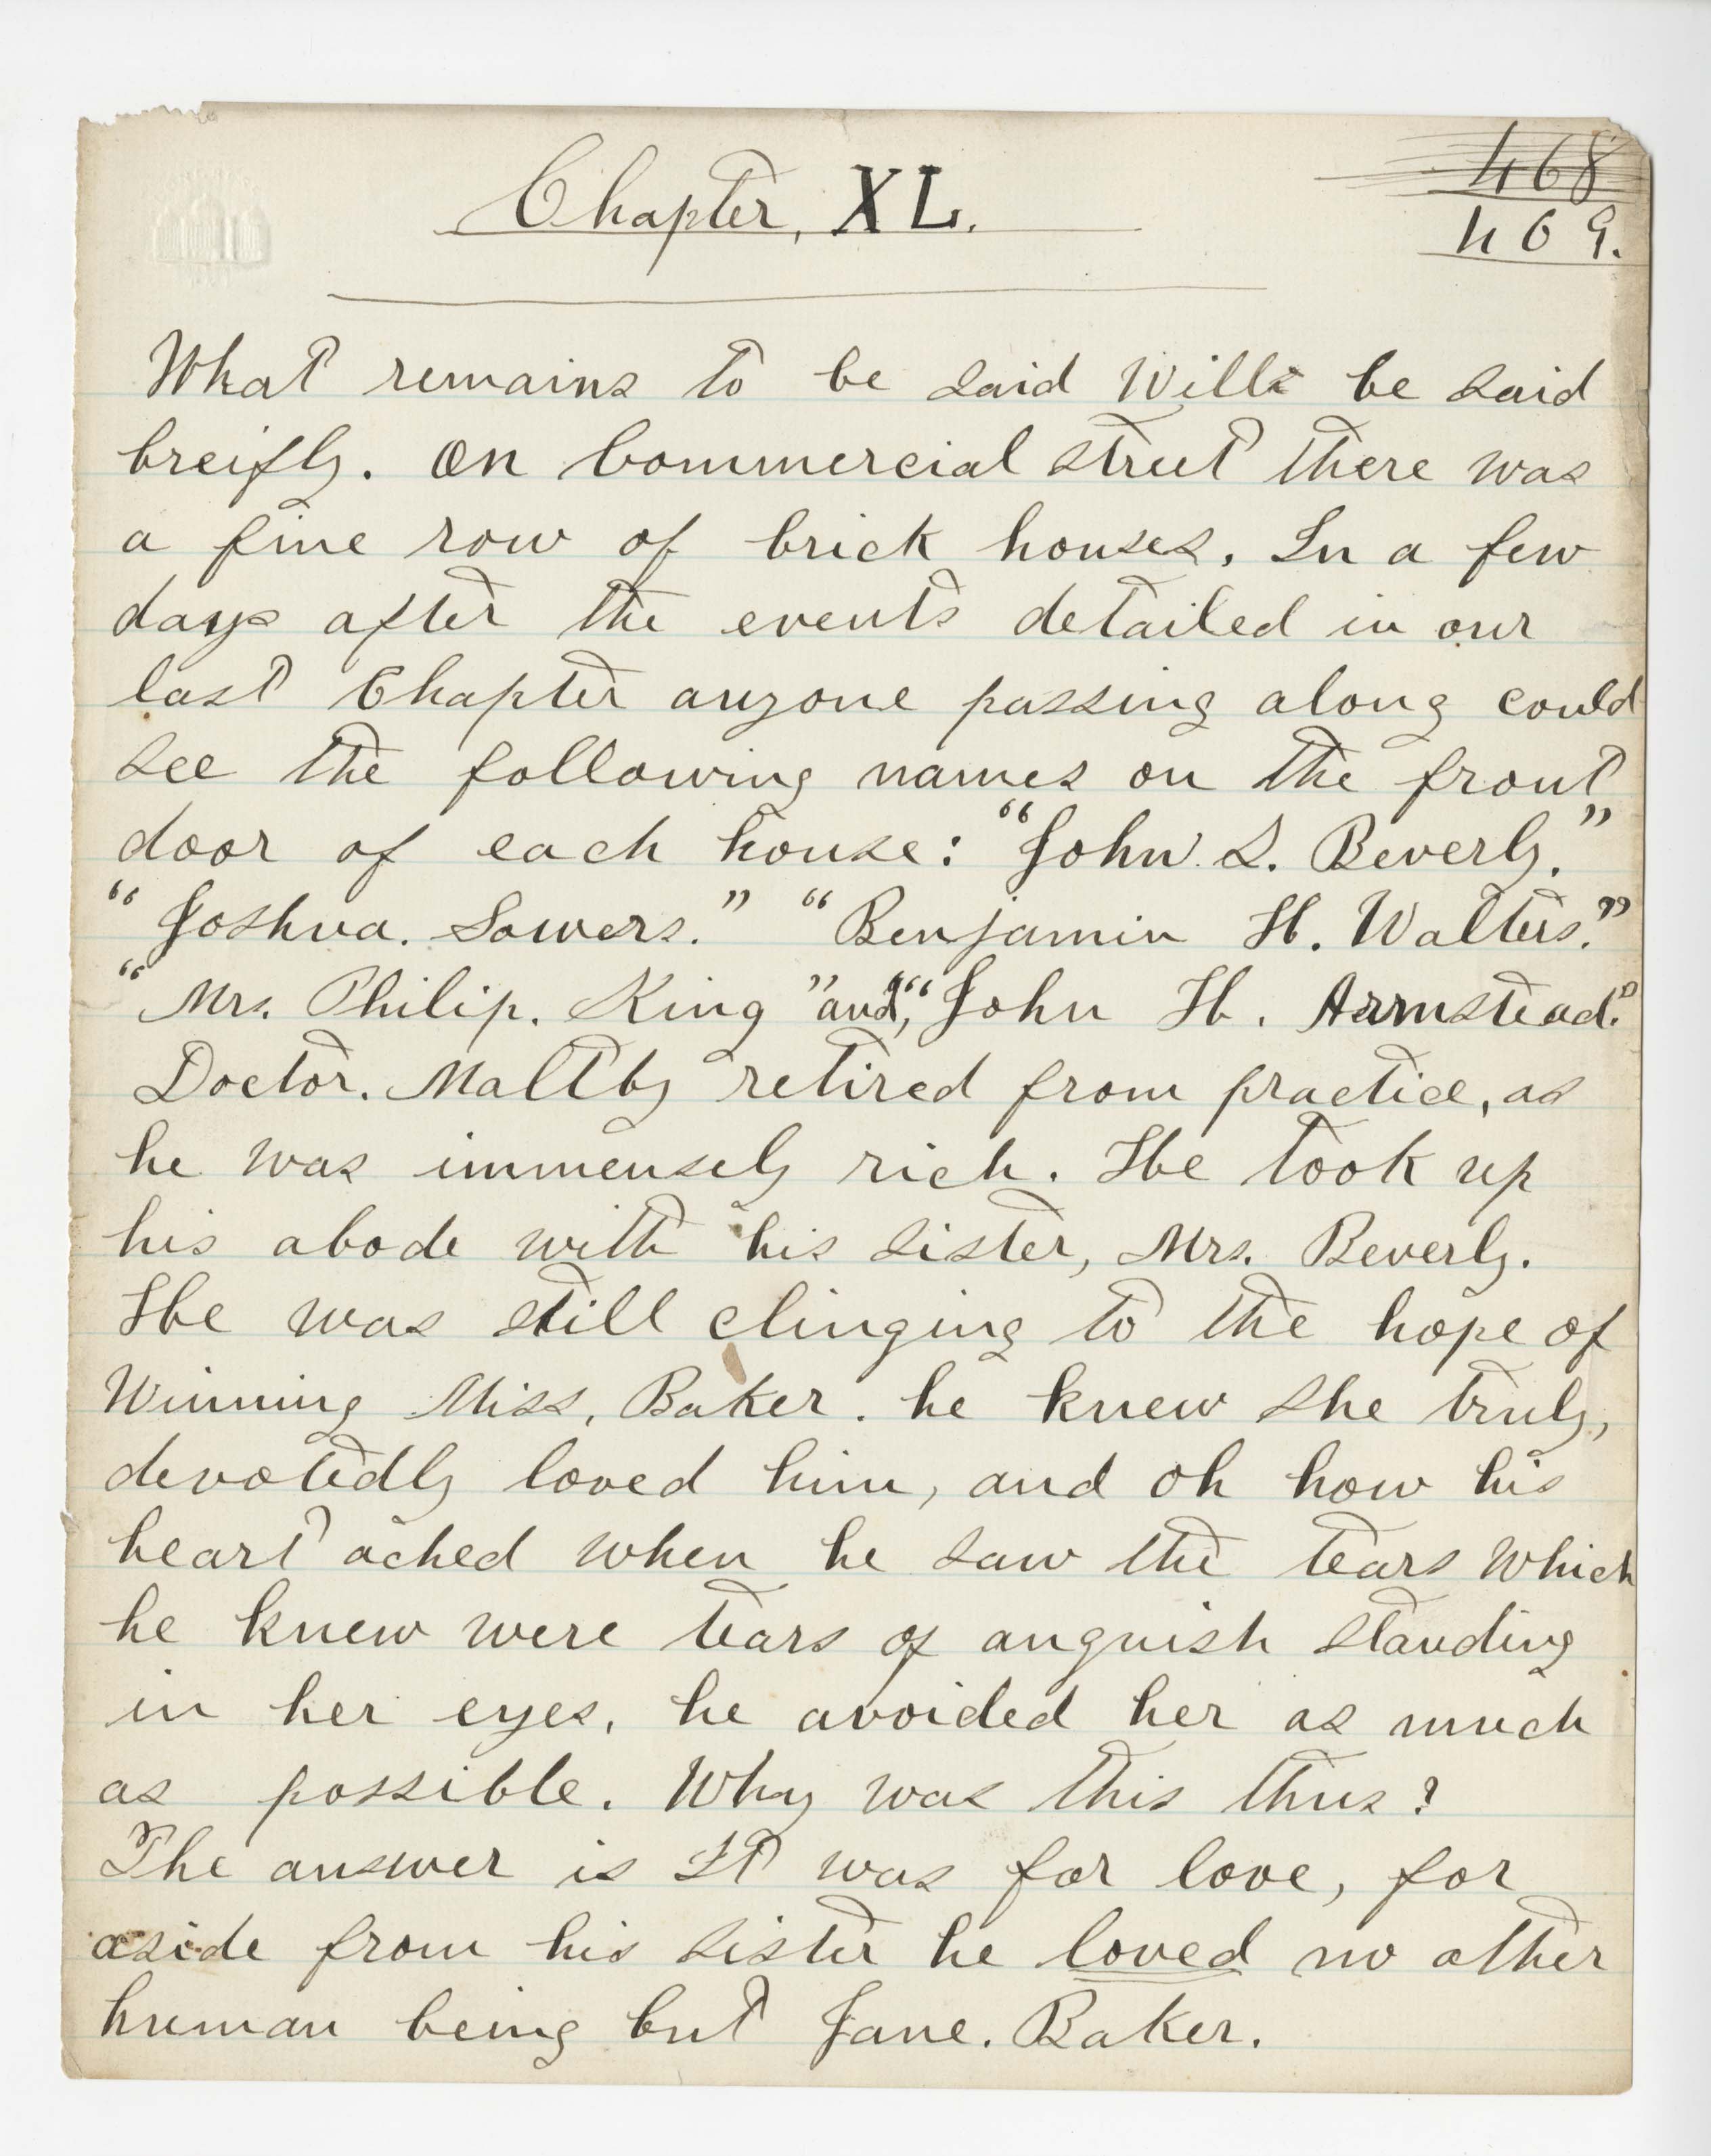 Chapter, XL.
468
469.
What remains to be said Will be said
breifly. On Commercial street there was
a fine row of brick houses. In a few
days after the events detailed in our
last Chapter anyone passing along could
see the following names on the front
door of each house: "John. S. Beverly."
"Joshua. Sowers." "Benjamin H. Walters."
"Mrs. Philip. King" and, "John H. Armstead."
Doctor. Maltby retired from practice, as
he was immensely rich. He took up
his abode with his sister, Mrs. Beverly.
He was still clinging to the hope of
Winning Miss, Baker. he knew she truly,
devotedly loved him, and oh how his
heart ached when he saw the tears which
he knew were tears of anguish standing
in her eyes, he avoided her as much
as possible. Why was this thus?
The answer is It was for love, for
aside from his sister he loved no other
human being but Jane. Baker.